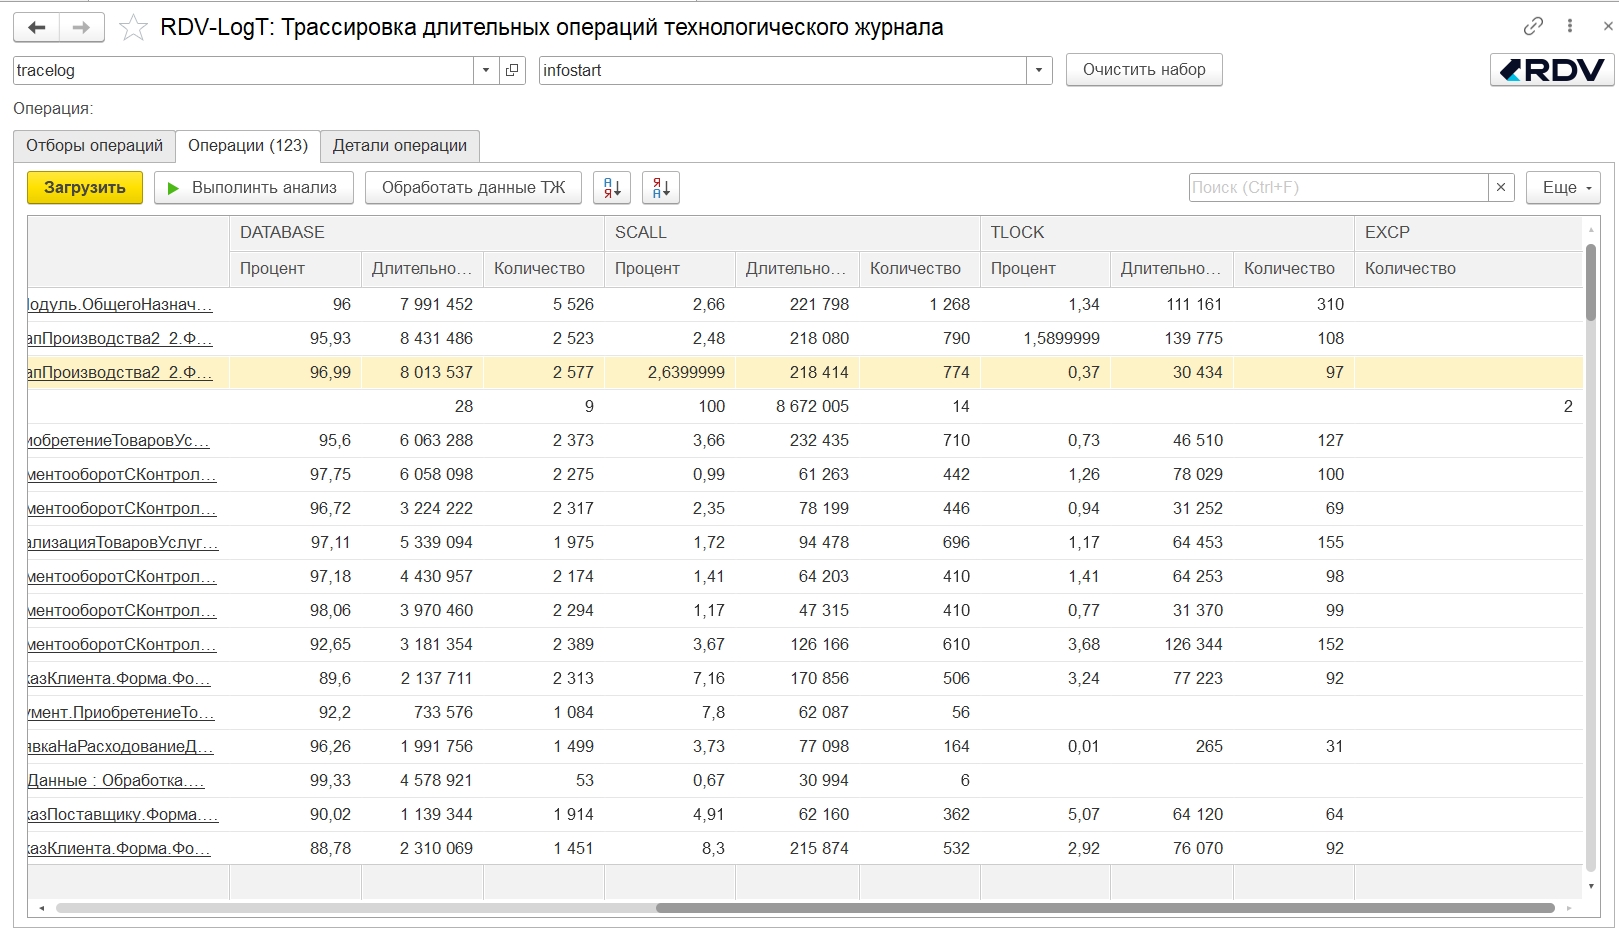 RDV-LogT: Трассировка длительных операций технологического журнала
tracelog infostart Очистить набор RDV
Операция:
Отборы операций Операции (123) Детали операции
Загрузить Выполинть анализ Обработать данные ТЖ Поиск (Ctrl+F) Еще
DATABASE SCALL TLOCK EXCP
Процент Длительно... Количество Процент Длительно... Количество Процент Длительно... Количество Количество
одуль.ОбщегоНазнач... 96 7 991 452 5 526 2,66 221 798 1 268 1,34 111 161 310
апПроизводства2_2.Ф... 95,93 8 431 486 2 523 2,48 218 080 790 1,5899999 139 775 108
апПроизводства2_2.Ф... 96,99 8 013 537 2 577 2,6399999 218 414 774 0,37 30 434 97
28 9 100 8 672 005 14 2
иобретениеТоваровУс... 95,6 6 063 288 2 373 3,66 232 435 710 0,73 46 510 127
ментооборотСКонтрол... 97,75 6 058 098 2 275 0,99 61 263 442 1,26 78 029 100
ментооборотСКонтрол... 96,72 3 224 222 2 317 2,35 78 199 446 0,94 31 252 69
ализацияТоваровУслуг... 97,11 5 339 094 1 975 1,72 94 478 696 1,17 64 453 155
ментооборотСКонтрол... 97,18 4 430 957 2 174 1,41 64 203 410 1,41 64 253 98
ментооборотСКонтрол... 98,06 3 970 460 2 294 1,17 47 315 410 0,77 31 370 99
ментооборотСКонтрол... 92,65 3 181 354 2 389 3,67 126 166 610 3,68 126 344 152
казКлиента.Форма.Фо... 89,6 2 137 711 2 313 7,16 170 856 506 3,24 77 223 92
умент.ПриобретениеТо... 92,2 733 576 1 084 7,8 62 087 56
явкаНаРасходованиеД... 96,26 1 991 756 1 499 3,73 77 098 164 0,01 265 31
Данные : Обработка.... 99,33 4 578 921 53 0,67 30 994 6
казПоставщику.Форма.... 90,02 1 139 344 1 914 4,91 62 160 362 5,07 64 120 64
казКлиента.Форма.Фо... 88,78 2 310 069 1 451 8,3 215 874 532 2,92 76 070 92